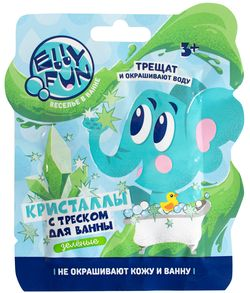 Elly
FUN
ВЕСЕЛЬЕ В ВАННЕ
3+
ТРЕЩАТ
И ОКРАШИВАЮТ ВОДУ
КРИСТАЛЛЫ
С ТРЕСКОМ
ДЛЯ ВАННЫ
зеленые
НЕ ОКРАШИВАЮТ КОЖУ И ВАННУ